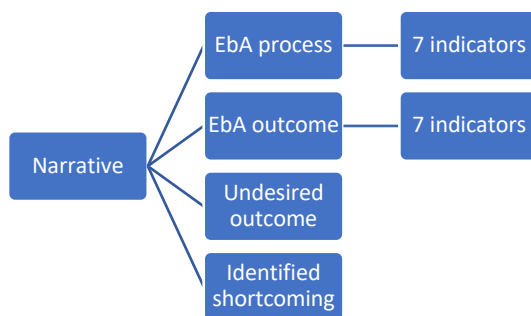 EbA process
7 indicators
EbA outcome
7 indicators
Narrative
Undesired
outcome
Identified
shortcoming